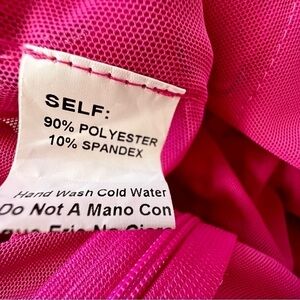 SELF:
90% POLYESTER
10% SPANDEX
Hand Wash Cold Water
Do Not A Mano Con